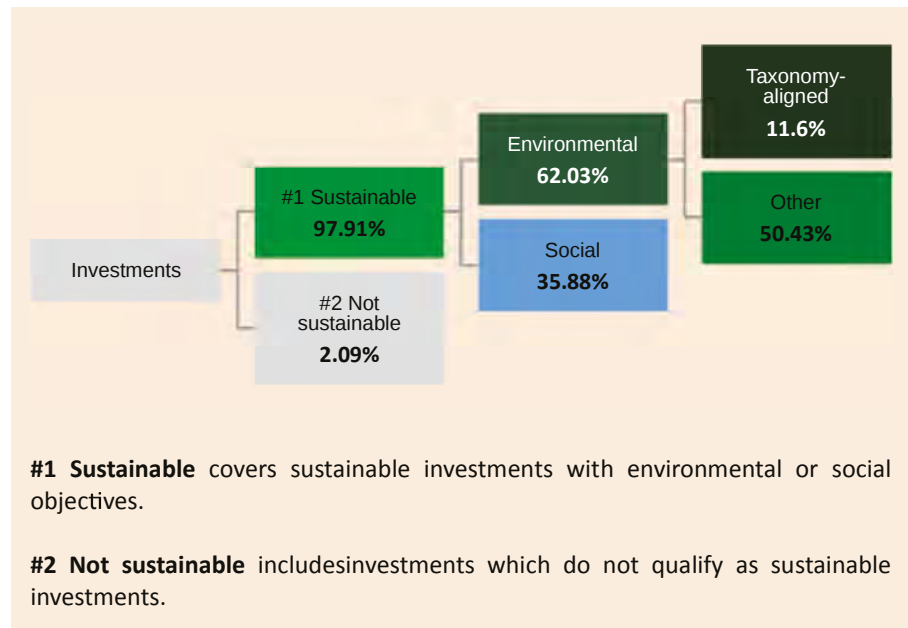 Taxonomy-
aligned
11.6%
Environmental
62.03%
#1 Sustainable
97.91%
Other
50.43%
Investments
Social
35.88%
#2 Not
sustainable
2.09%
#1 Sustainable covers sustainable investments with environmental or social
objectives.
#2 Not sustainable includesinvestments which do not qualify as sustainable
investments.